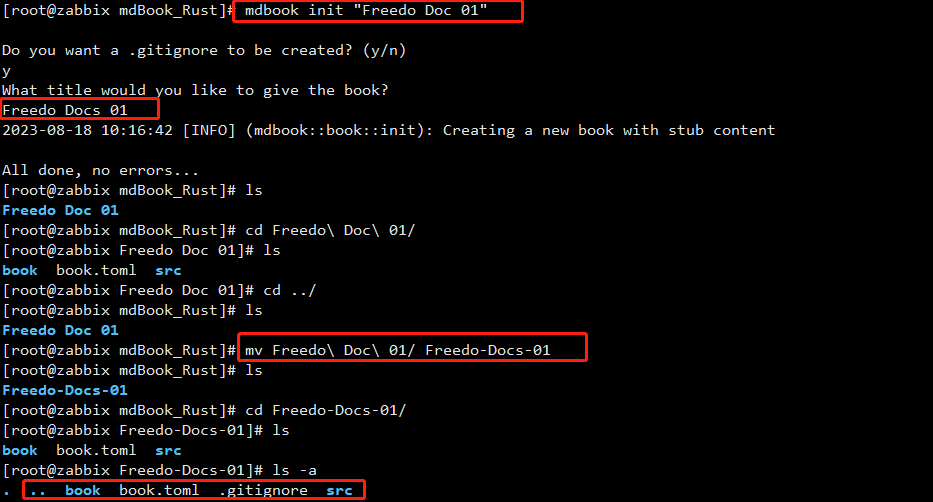 [root@zabbix mdBook_Rust]# mdbook init "Freedo Doc 01"
Do you want a .gitignore to be created? (y/n)
y
What title would you like to give the book?
Freedo Docs 01
2023-08-18 10:16:42 [INFO] (mdbook::book::init): Creating a new book with stub content
All done, no errors...
[root@zabbix mdBook_Rust]# ls
Freedo Doc 01
[root@zabbix mdBook_Rust]# cd Freedo\ Doc\ 01/
[root@zabbix Freedo Doc 01]# ls
book  book.toml  src
[root@zabbix Freedo Doc 01]# cd ../
[root@zabbix mdBook_Rust]# ls
Freedo Doc 01
[root@zabbix mdBook_Rust]# mv Freedo\ Doc\ 01/ Freedo-Docs-01
[root@zabbix mdBook_Rust]# ls
Freedo-Docs-01
[root@zabbix mdBook_Rust]# cd Freedo-Docs-01/
[root@zabbix Freedo-Docs-01]# ls
book  book.toml  src
[root@zabbix Freedo-Docs-01]# ls -a
.  ..  book  book.toml  .gitignore  src